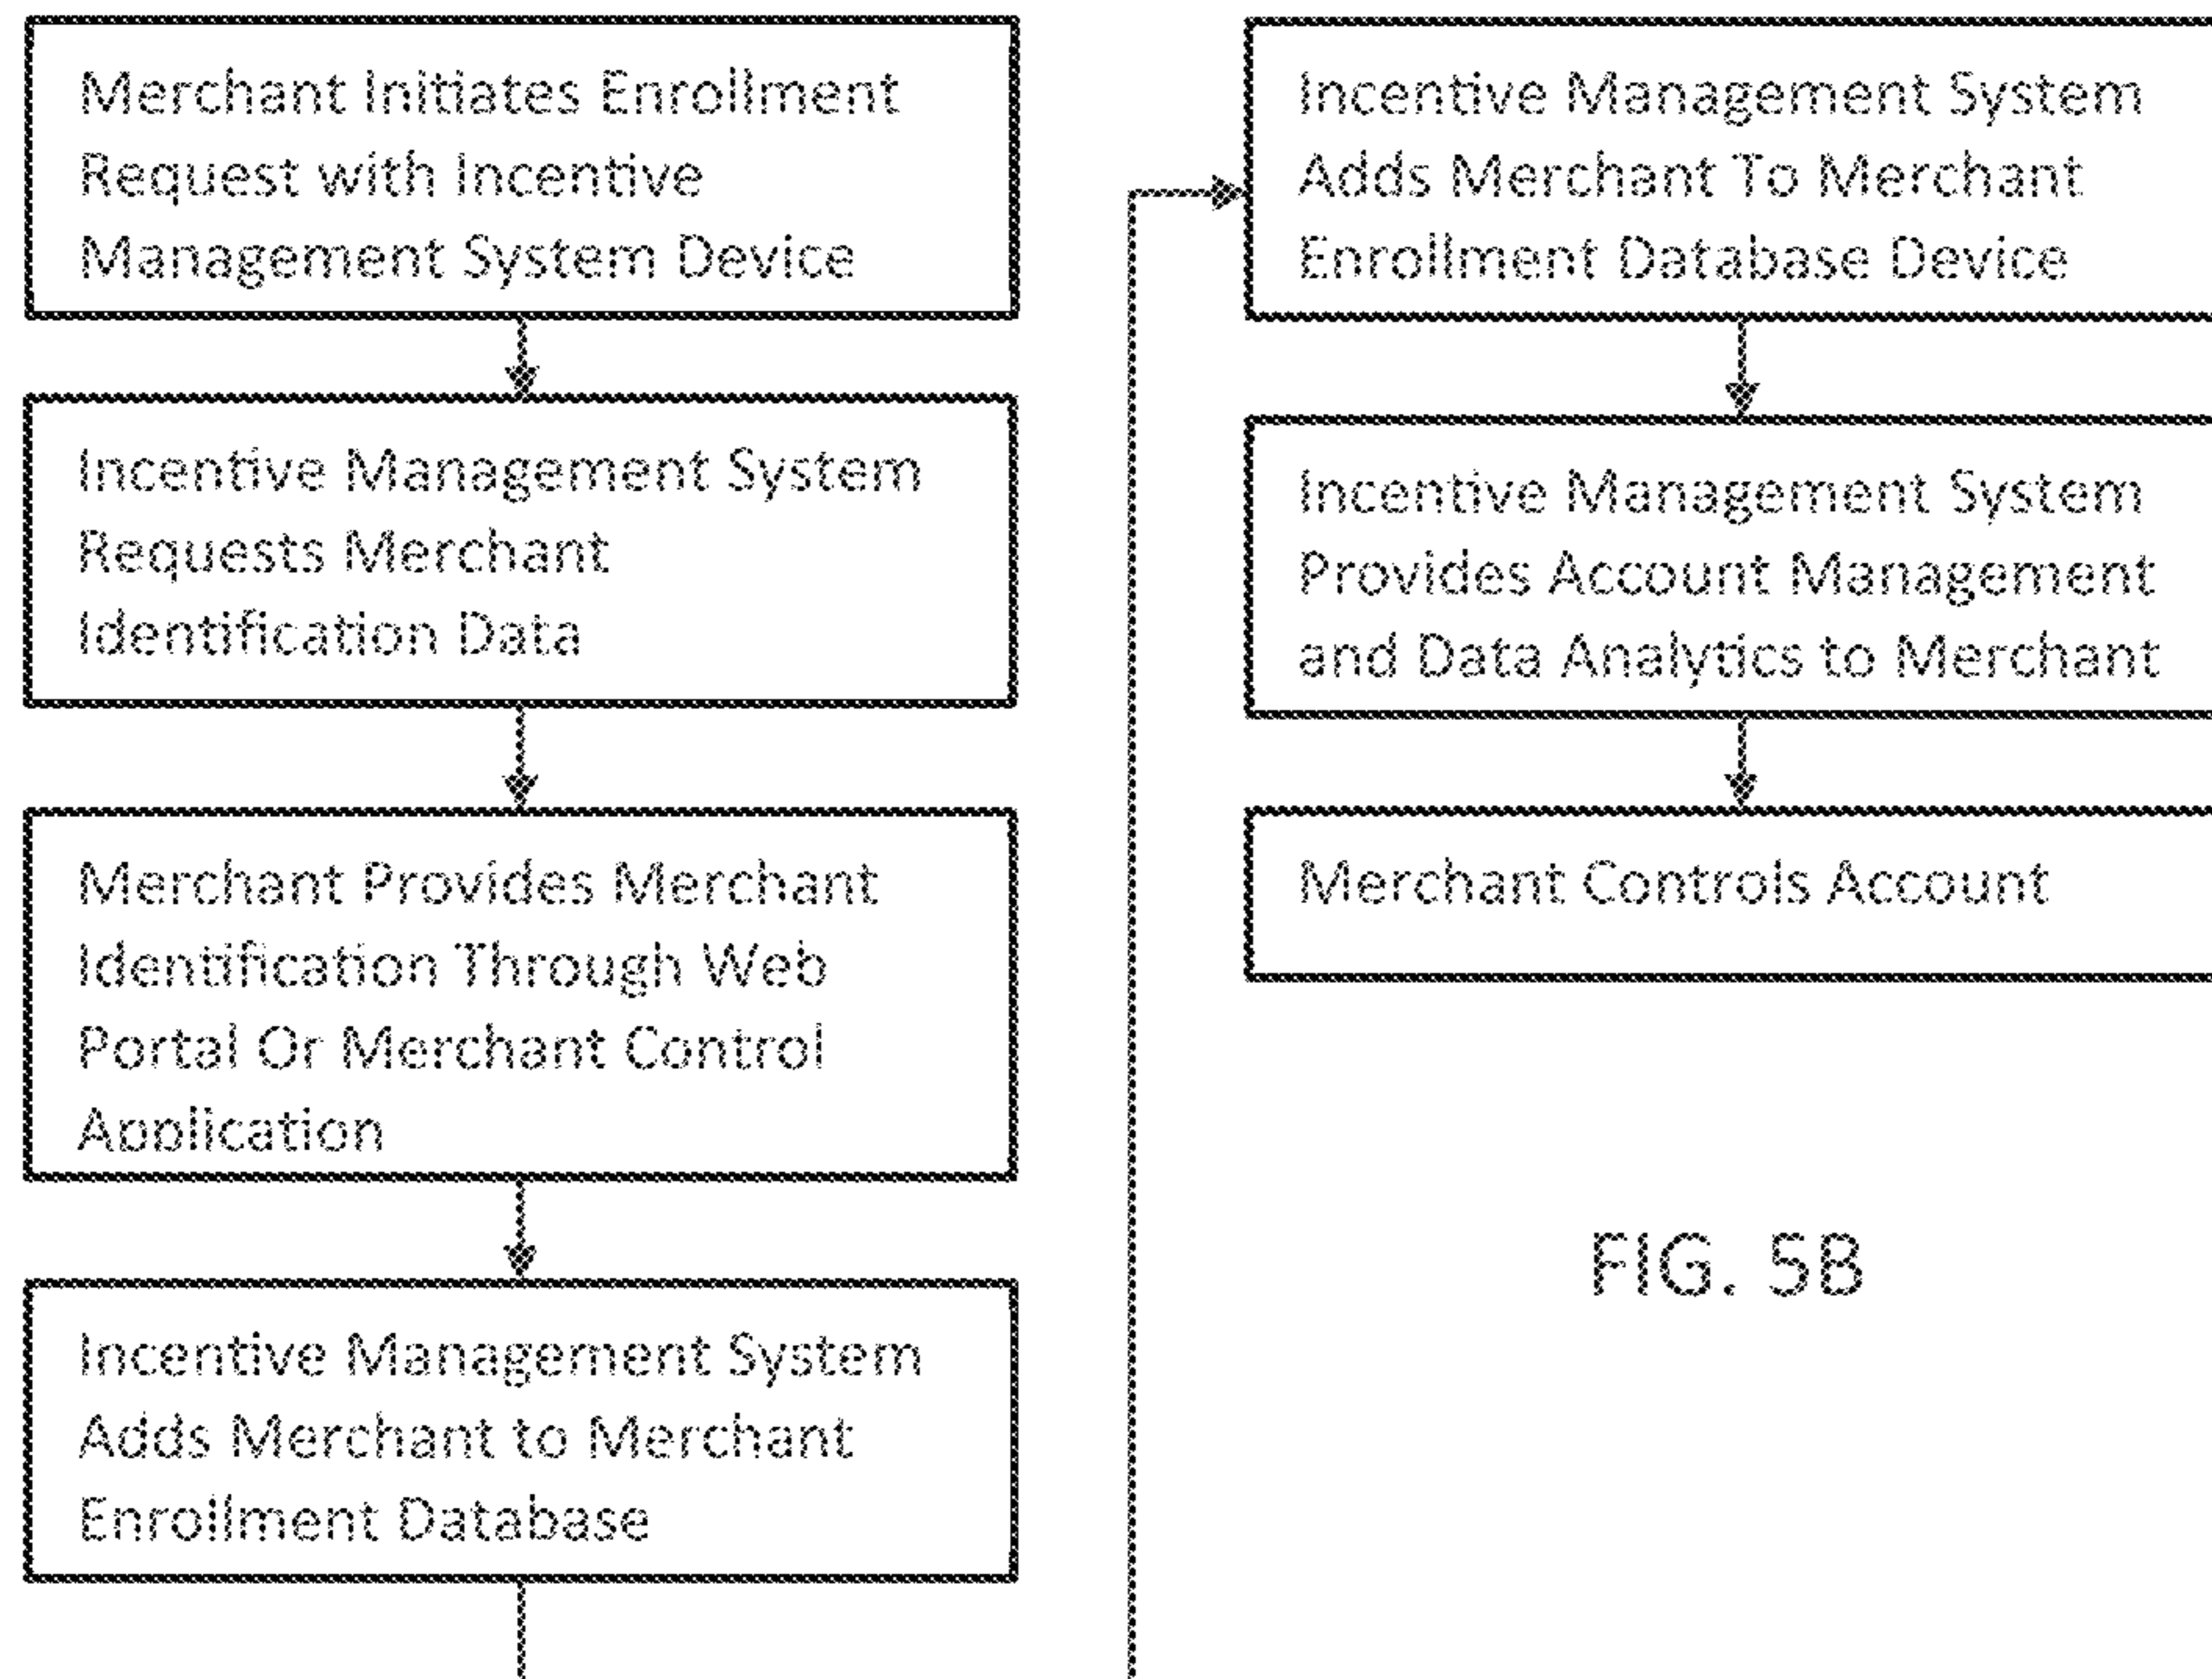 Merchant Initiates Enrollment
Request with Incentive
Management System Device
Incentive Management System
Requests Merchant
Identification Data
Merchant Provides Merchant
Identification Through Web
Portal Or Merchant Control
Application
Incentive Management System
Adds Merchant to Merchant
Enrollment Database
Incentive Management System
Adds Merchant To Merchant
Enrollment Database Device
Incentive Management System
Provides Account Management
and Data Analytics to Merchant
Merchant Controls Account
FIG. 5B